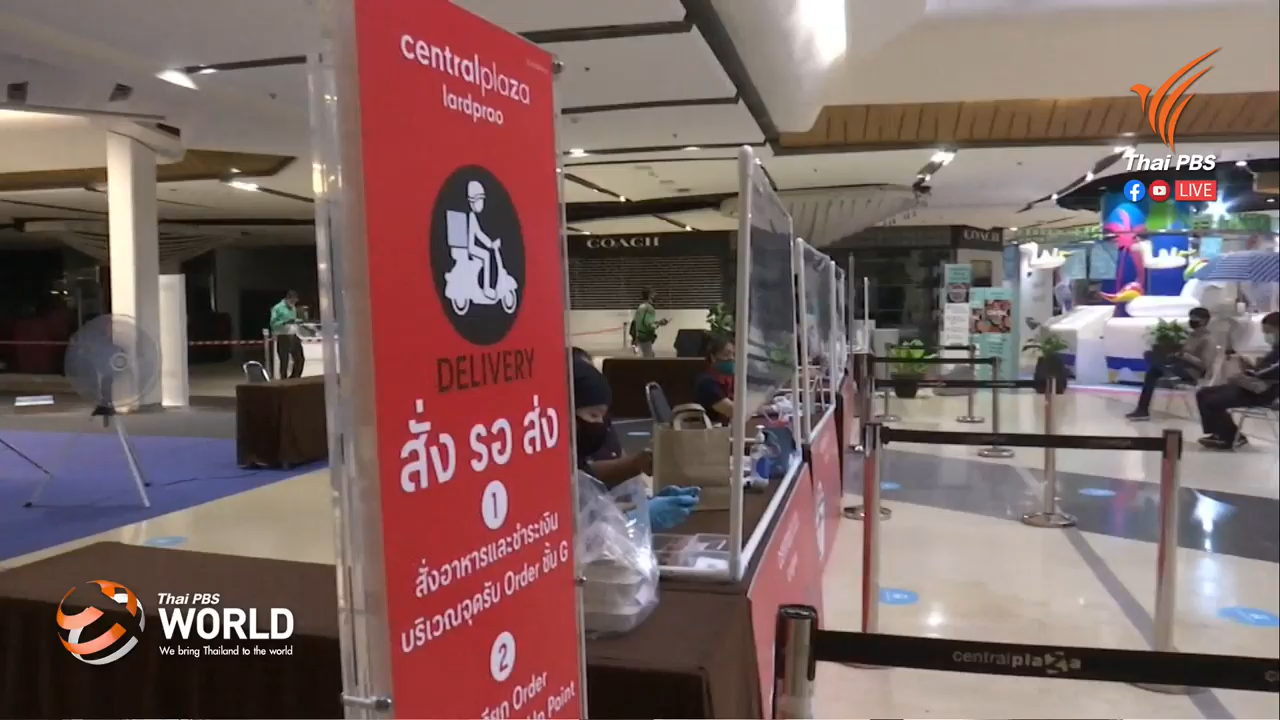 centralplaza
lardprao
DELIVERY
สั่ง รอ ส่ง
1
สั่งอาหารและชำระเงิน
บริเวณจุดรับ Order ชั้น G
2
Order
Point
COACH
COACH
centralplaza
Thai PBS
LIVE
Thai PBS
WORLD
We bring Thailand to the world